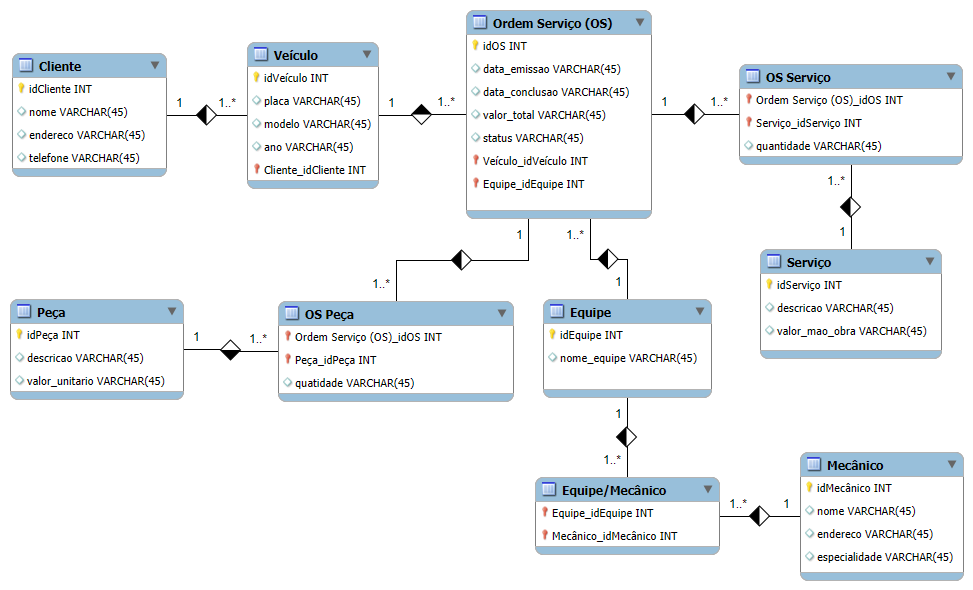 Cliente
idCliente INT
nome VARCHAR(45)
endereco VARCHAR(45)
telefone VARCHAR(45)
1
1..*
Veículo
idVeículo INT
placa VARCHAR(45)
modelo VARCHAR(45)
ano VARCHAR(45)
Cliente_idCliente INT
1
1..*
Ordem Serviço (OS)
idOS INT
data_emissao VARCHAR(45)
data_conclusao VARCHAR(45)
valor_total VARCHAR(45)
status VARCHAR(45)
Veículo_idVeículo INT
Equipe_idEquipe INT
1
1..*
OS Serviço
Ordem Serviço (OS)_idOS INT
Serviço_idServiço INT
quantidade VARCHAR(45)
1..*
1
Serviço
idServiço INT
descricao VARCHAR(45)
valor_mao_obra VARCHAR(45)
1
1..*
1..*
1
Peça
idPeça INT
descricao VARCHAR(45)
valor_unitario VARCHAR(45)
1
1..*
OS Peça
Ordem Serviço (OS)_idOS INT
Peça_idPeça INT
quatidade VARCHAR(45)
Equipe
idEquipe INT
nome_equipe VARCHAR(45)
1
1..*
Equipe/Mecânico
Equipe_idEquipe INT
Mecânico_idMecânico INT
1..*
1
Mecânico
idMecânico INT
nome VARCHAR(45)
endereco VARCHAR(45)
especialidade VARCHAR(45)